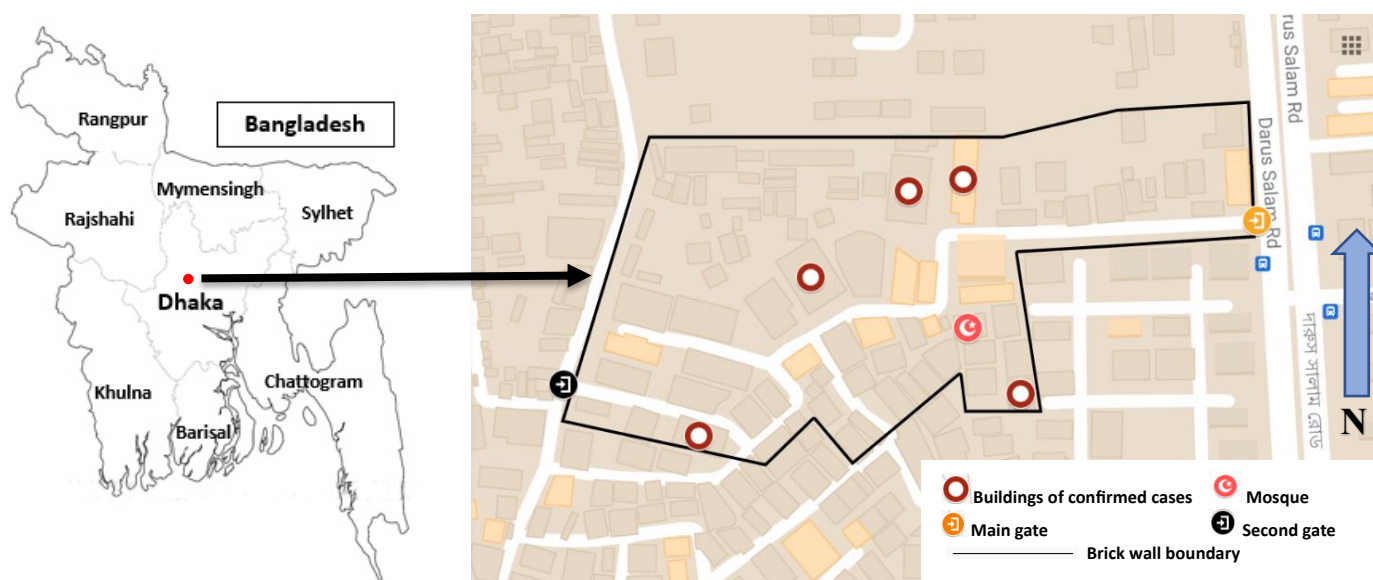 Bangladesh
Rangpur
Mymensingh
Rajshahi
Sylhet
Dhaka
Khulna
Chattogram
Barisal
rus Salam Rd
Darus Salam Rd
দারুস সালাম রোড
N
Buildings of confirmed cases
Mosque
Main gate
Second gate
Brick wall boundary